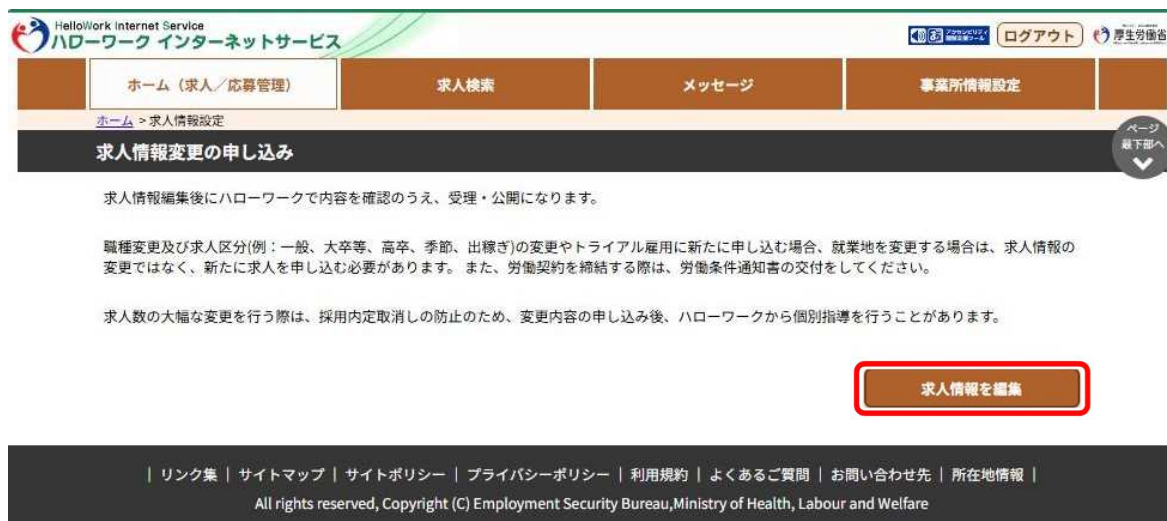 HelloWork Internet Service
ハローワーク インターネットサービス
ログアウト
厚生労働省
ホーム（求人／応募管理）
求人検索
メッセージ
事業所情報設定
ホーム > 求人情報設定
ページ
最下部へ
求人情報変更の申し込み
求人情報編集後にハローワークで内容を確認のうえ、受理・公開になります。
職種変更及び求人区分(例：一般、大卒等、高卒、季節、出稼ぎ)の変更やトライアル雇用に新たに申し込む場合、就業地を変更する場合は、求人情報の
変更ではなく、新たに求人を申し込む必要があります。 また、労働契約を締結する際は、労働条件通知書の交付をしてください。
求人数の大幅な変更を行う際は、採用内定取消しの防止のため、変更内容の申し込み後、ハローワークから個別指導を行うことがあります。
求人情報を編集
| リンク集 | サイトマップ | サイトポリシー | プライバシーポリシー | 利用規約 | よくあるご質問 | お問い合わせ先 | 所在地情報 |
All rights reserved, Copyright (C) Employment Security Bureau,Ministry of Health, Labour and Welfare